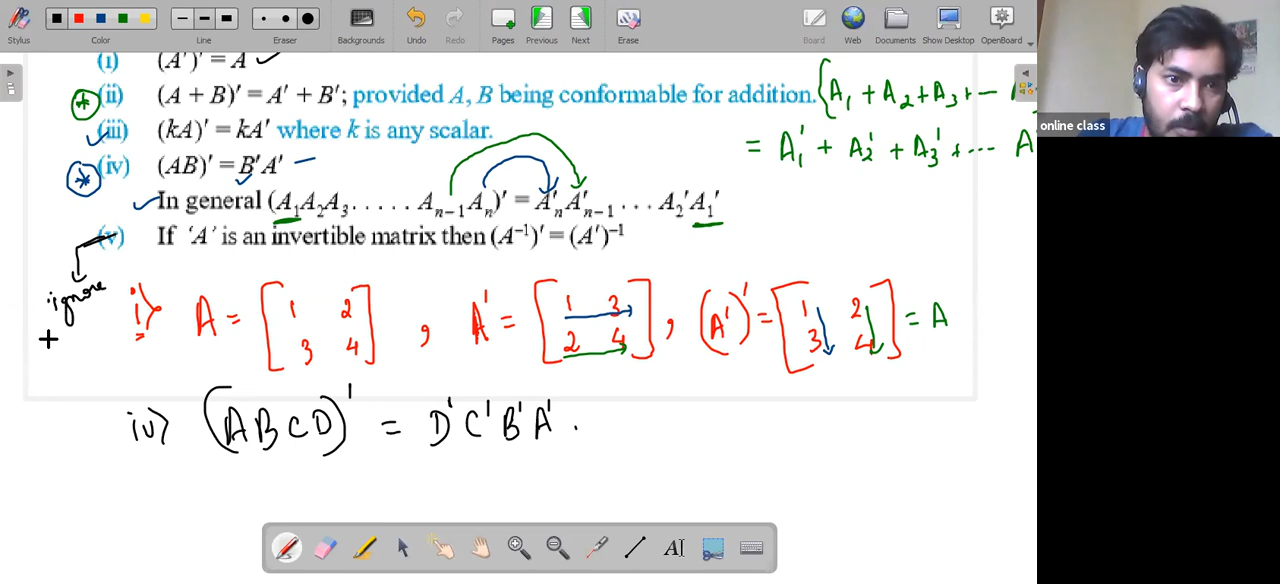 Stylus Color Line Eraser Backgrounds Undo Redo Pages Previous Next Erase Board Web Documents Show Desktop OpenBoard
(i) (A′)′ = A
(ii) (A + B)′ = A′ + B′; provided A, B being conformable for addition. {A₁ + A₂ + A₃ + --
(iii) (kA)′ = kA′ where k is any scalar. = A₁′ + A₂′ + A₃′ + ... A
(iv) (AB)′ = B′A′
In general (A₁A₂A₃ ..... Aₙ₋₁ Aₙ)′ = A′ₙ A′ₙ₋₁ ... A₂′A₁′
(v) If ‘A’ is an invertible matrix then (A⁻¹)′ = (A′)⁻¹
ignore
i) A = [1 2 , A′ = [1 3 , (A′)′ = [1 2 = A
3 4] 2 4] 3 4]
iv) (ABCD)′ = D′ C′ B′ A′ .
online class